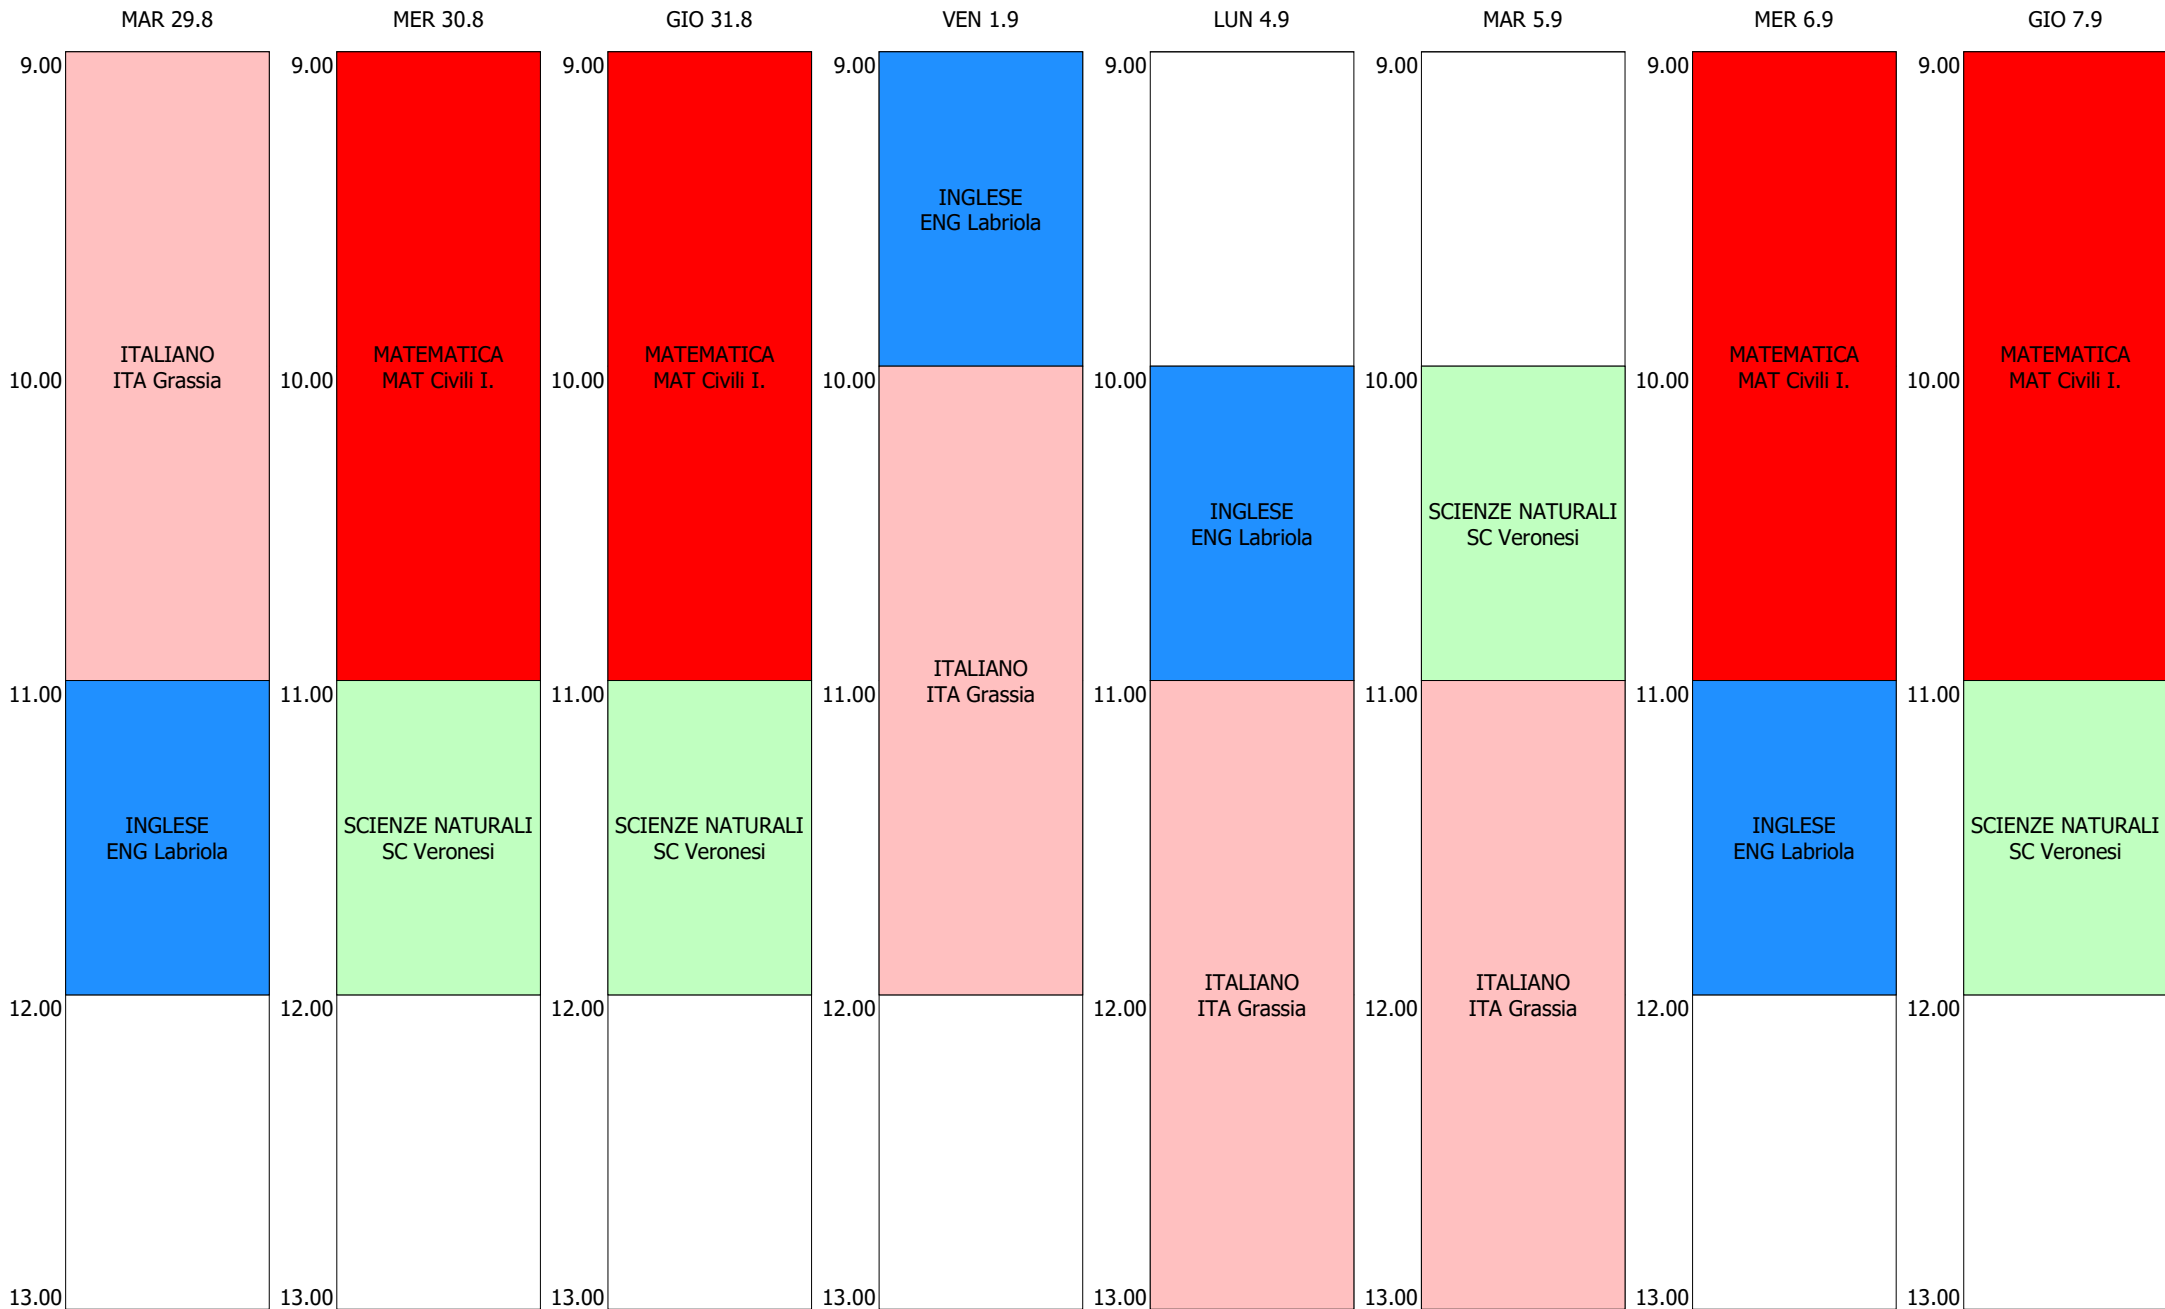 MAR 29.8
MER 30.8
GIO 31.8
VEN 1.9
LUN 4.9
MAR 5.9
MER 6.9
GIO 7.9
9.00
ITALIANO
ITA Grassia
10.00
11.00
INGLESE
ENG Labriola
12.00
13.00
9.00
MATEMATICA
MAT Civili I.
10.00
11.00
SCIENZE NATURALI
SC Veronesi
12.00
13.00
9.00
MATEMATICA
MAT Civili I.
10.00
11.00
SCIENZE NATURALI
SC Veronesi
12.00
13.00
9.00
INGLESE
ENG Labriola
10.00
ITALIANO
ITA Grassia
11.00
12.00
13.00
9.00
10.00
INGLESE
ENG Labriola
11.00
ITALIANO
ITA Grassia
12.00
13.00
9.00
10.00
SCIENZE NATURALI
SC Veronesi
11.00
ITALIANO
ITA Grassia
12.00
13.00
9.00
MATEMATICA
MAT Civili I.
10.00
11.00
INGLESE
ENG Labriola
12.00
13.00
9.00
MATEMATICA
MAT Civili I.
10.00
11.00
SCIENZE NATURALI
SC Veronesi
12.00
13.00